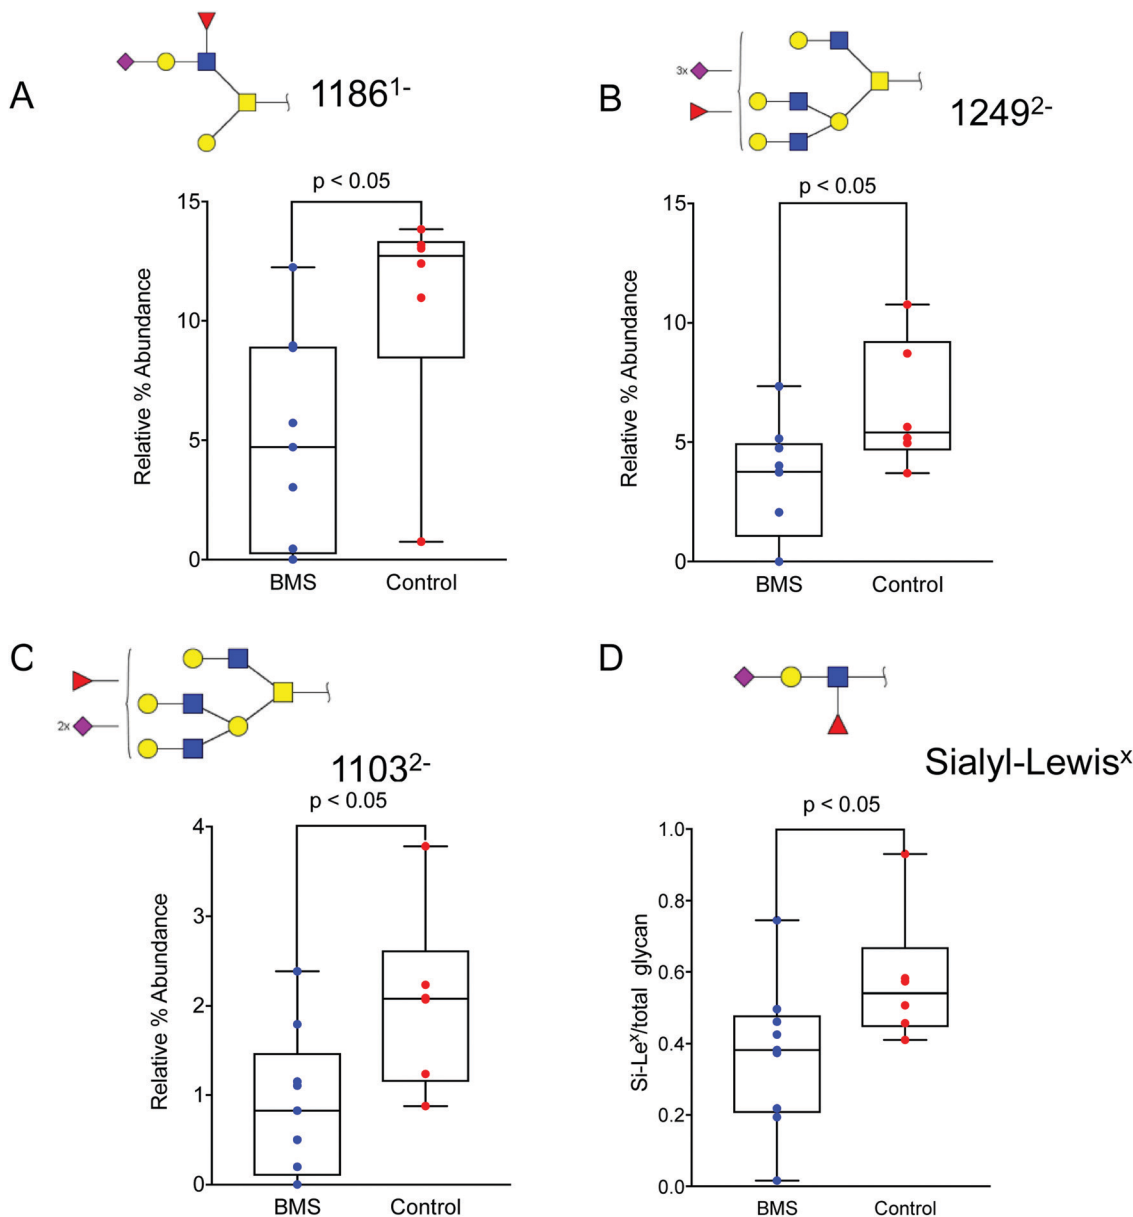 A
1186¹⁻
p < 0.05
15
10
5
0
Relative % Abundance
BMS
Control
B
3x
1249²⁻
p < 0.05
15
10
5
0
Relative % Abundance
BMS
Control
C
2x
1103²⁻
p < 0.05
4
3
2
1
0
Relative % Abundance
BMS
Control
D
Sialyl-Lewisˣ
p < 0.05
1.0
0.8
0.6
0.4
0.2
0.0
Si-Leˣ/total glycan
BMS
Control